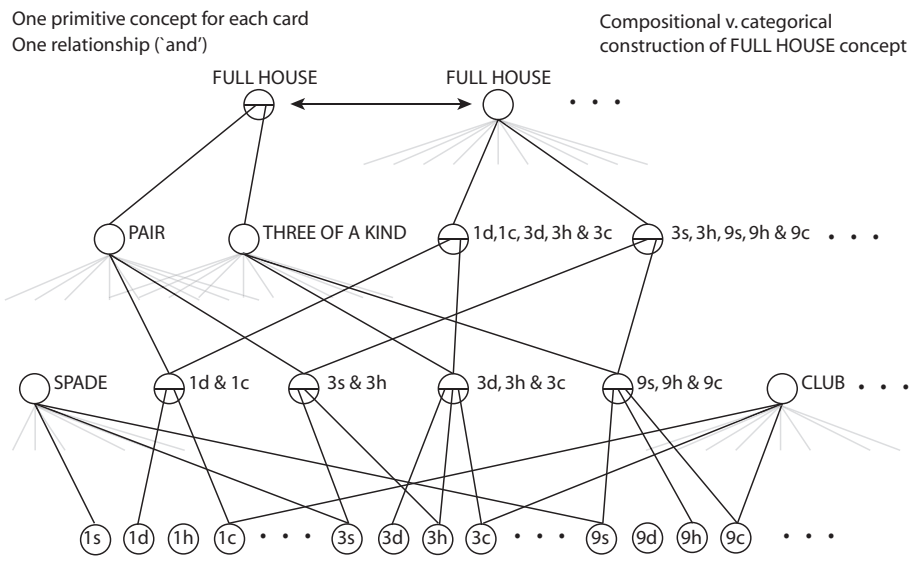 One primitive concept for each card
One relationship (`and’)
Compositional v. categorical
construction of FULL HOUSE concept
FULL HOUSE
FULL HOUSE
. . .
PAIR
THREE OF A KIND
1d, 1c, 3d, 3h & 3c
3s, 3h, 9s, 9h & 9c
. . .
SPADE
1d & 1c
3s & 3h
3d, 3h & 3c
9s, 9h & 9c
CLUB
. . .
1s
1d
1h
1c
. . .
3s
3d
3h
3c
. . .
9s
9d
9h
9c
. . .